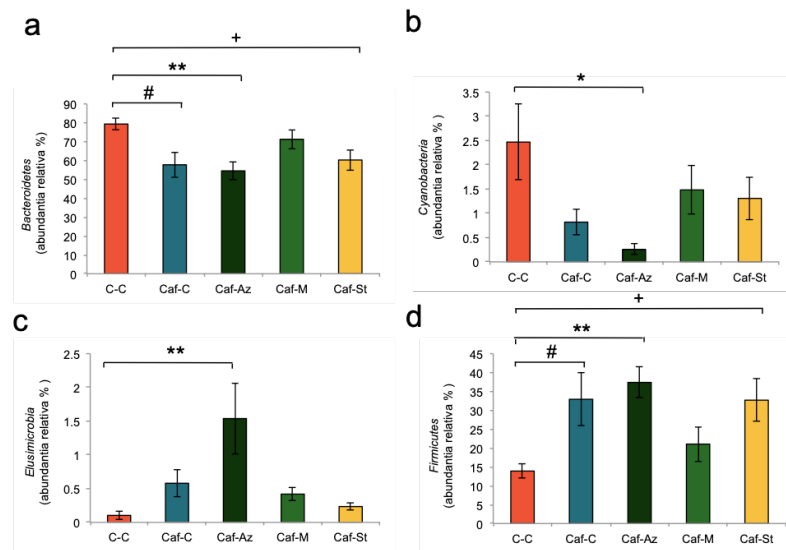 a
+
**
#
Bacteroidetes
(abundantia relativa %)
90
80
70
60
50
40
30
20
10
0
C-C Caf-C Caf-Az Caf-M Caf-St
b
*
Cyanobacteria
(abundantia relativa % )
3.5
3
2.5
2
1.5
1
0.5
0
C-C Caf-C Caf-Az Caf-M Caf-St
c
**
Elusimicrobia
(abundantia relativa % )
2.5
2
1.5
1
0.5
0
C-C Caf-C Caf-Az Caf-M Caf-St
d
+
**
#
Firmicutes
(abundantia relativa % )
45
40
35
30
25
20
15
10
5
0
C-C Caf-C Caf-Az Caf-M Caf-St